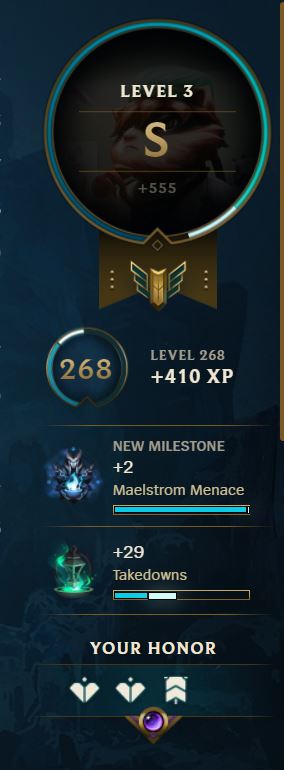 LEVEL 3
S
+555
268
LEVEL 268
+410 XP
NEW MILESTONE
+2
Maelstrom Menace
+29
Takedowns
YOUR HONOR